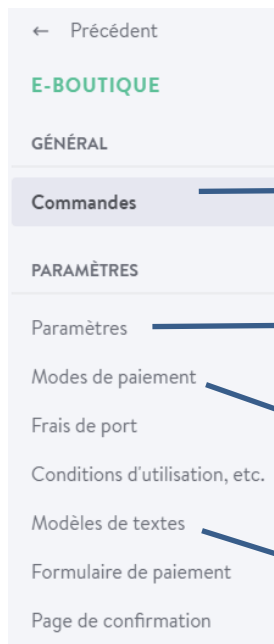 ← Précédent
E-BOUTIQUE
GÉNÉRAL
Commandes
PARAMÈTRES
Paramètres
Modes de paiement
Frais de port
Conditions d'utilisation, etc.
Modèles de textes
Formulaire de paiement
Page de confirmation